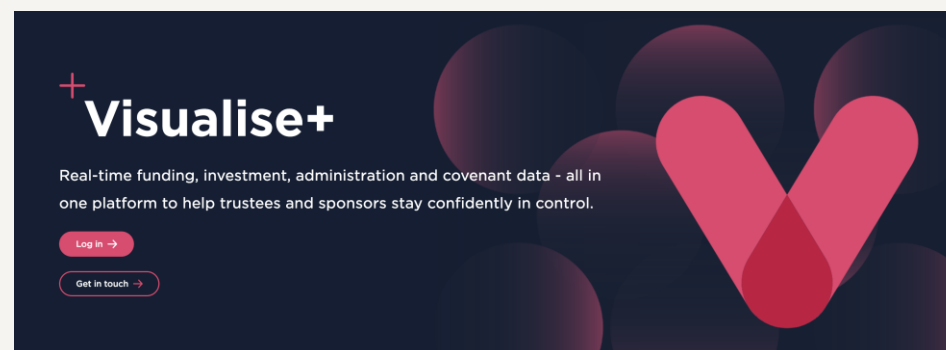 Visualise+
Real-time funding, investment, administration and covenant data - all in
one platform to help trustees and sponsors stay confidently in control.
Log in →
Get in touch →